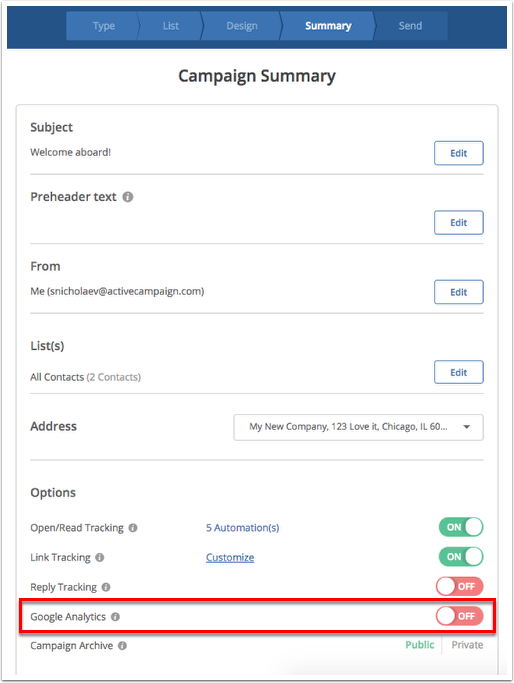 Type List Design Summary Send
Campaign Summary
Subject
Welcome aboard!
Edit
Preheader text
Edit
From
Me (snicholaev@activecampaign.com)
Edit
List(s)
All Contacts (2 Contacts)
Edit
Address My New Company, 123 Love it, Chicago, IL 60...
Options
Open/Read Tracking 5 Automation(s) ON
Link Tracking Customize ON
Reply Tracking OFF
Google Analytics OFF
Campaign Archive Public Private